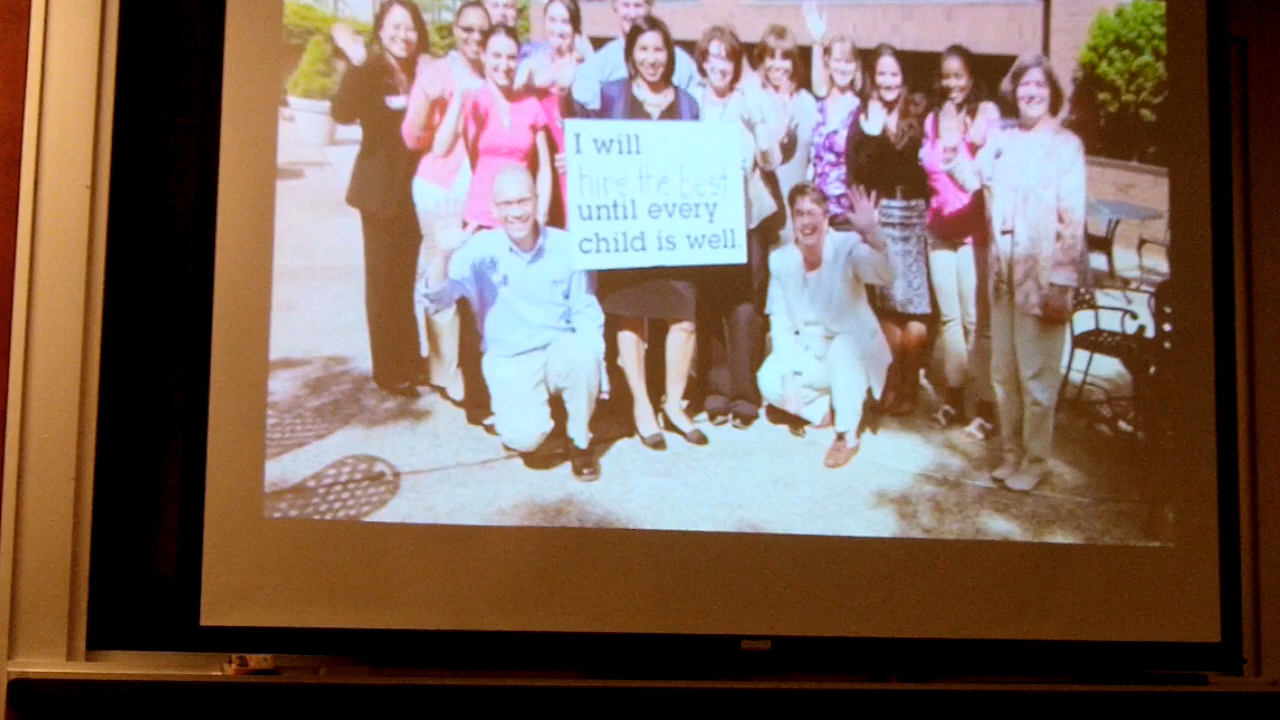 I will
hire the best
until every
child is well.